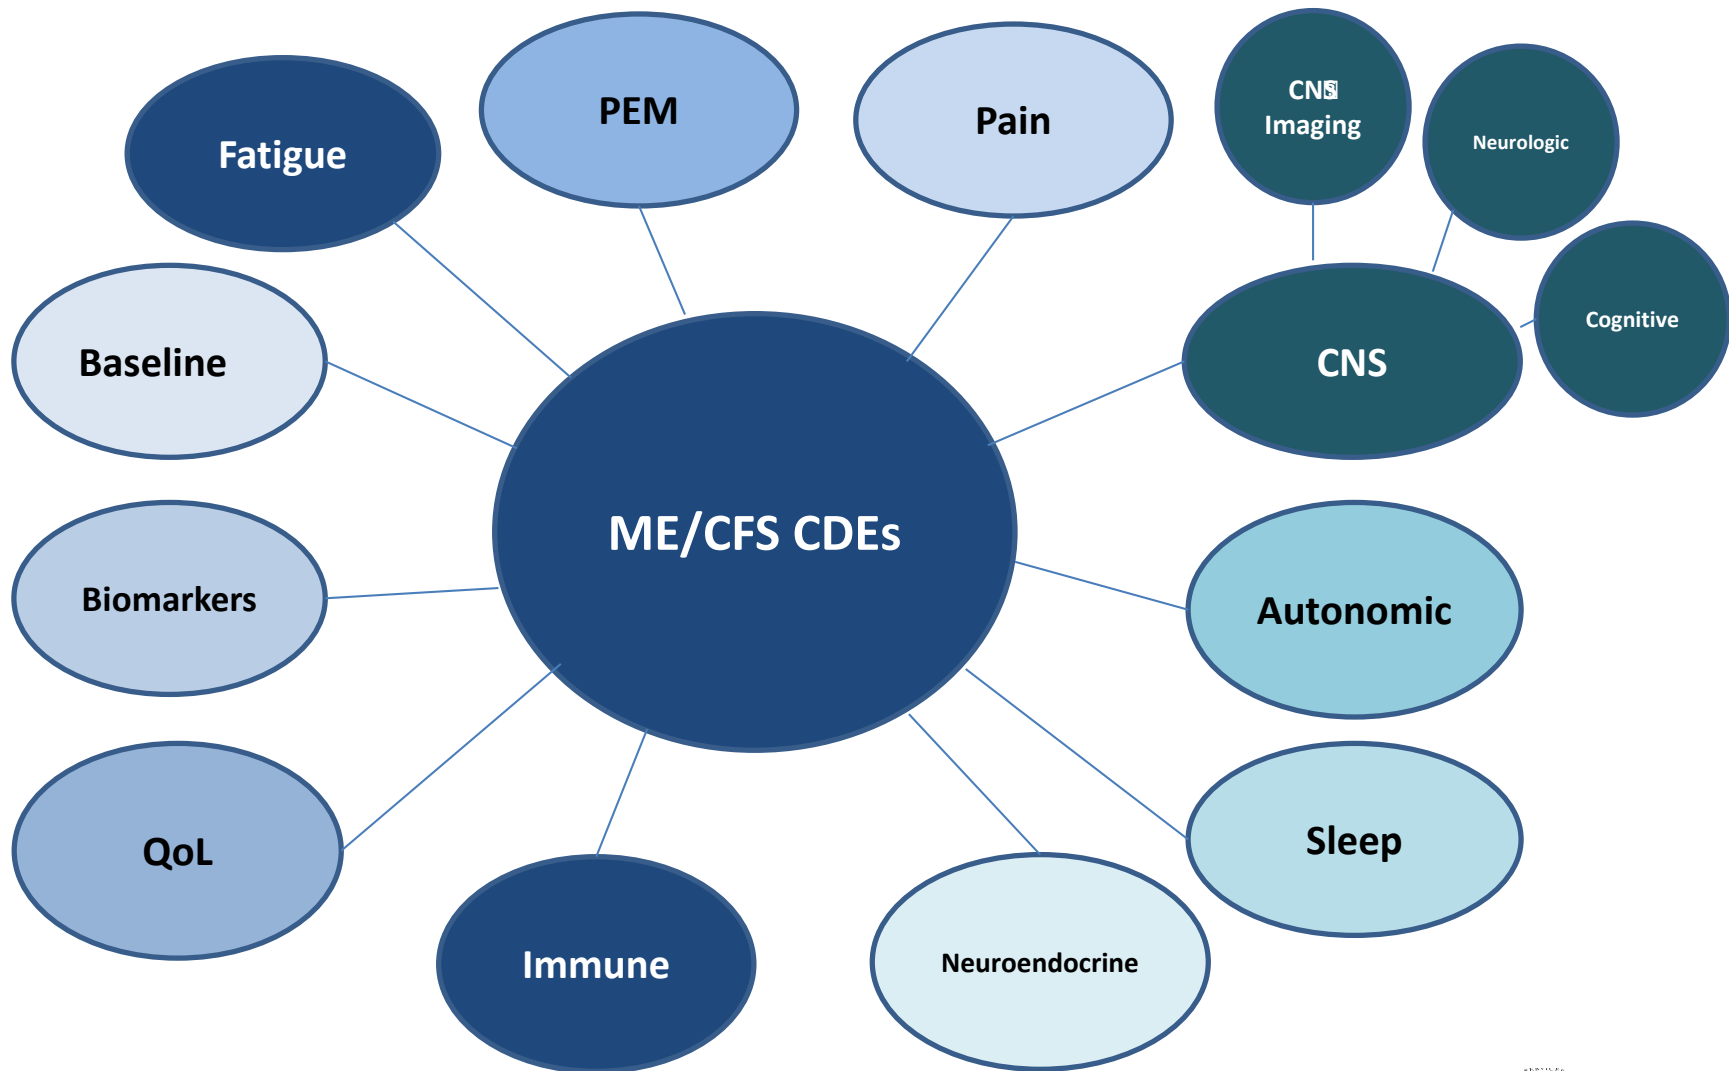 PEM
Pain
Fatigue
CNS
Imaging
Neurologic
Cognitive
Baseline
CNS
ME/CFS CDEs
Biomarkers
Autonomic
QoL
Sleep
Immune
Neuroendocrine